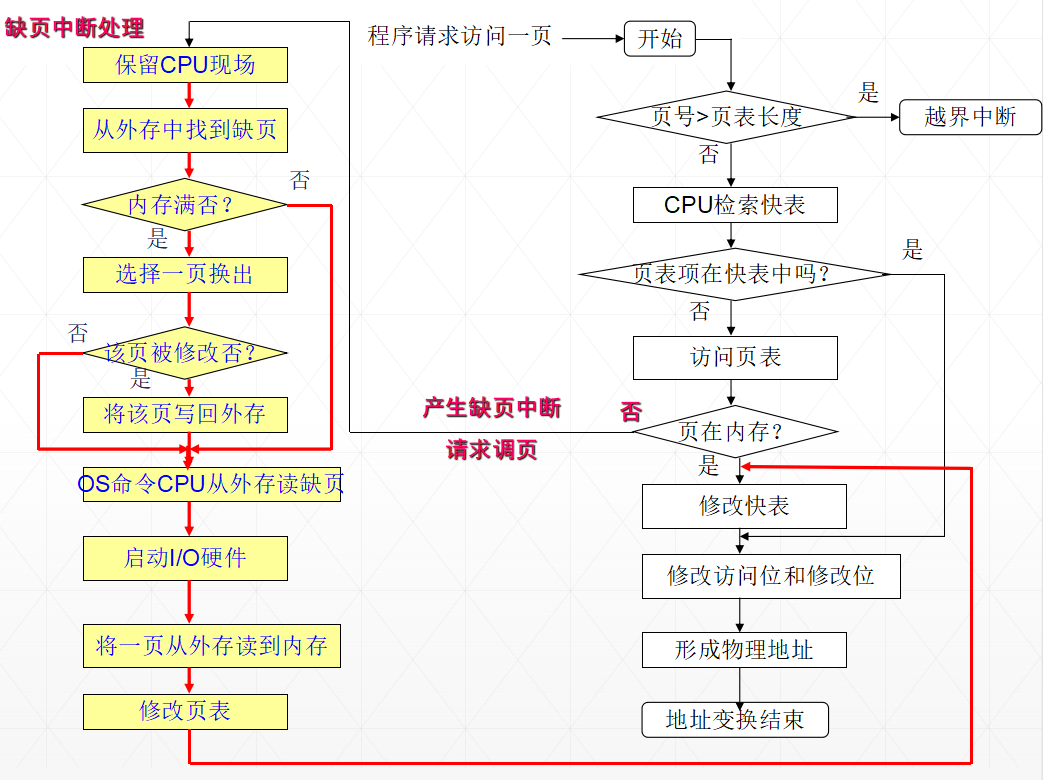 缺页中断处理
保留CPU现场
从外存中找到缺页
内存满否?
否
是
选择一页换出
否
该页被修改否?
是
将该页写回外存
OS命令CPU从外存读缺页
启动I/O硬件
将一页从外存读到内存
修改页表
程序请求访问一页
开始
页号>页表长度
是
越界中断
否
CPU检索快表
页表项在快表中吗?
是
否
访问页表
产生缺页中断
请求调页
否
页在内存?
是
修改快表
修改访问位和修改位
形成物理地址
地址变换结束